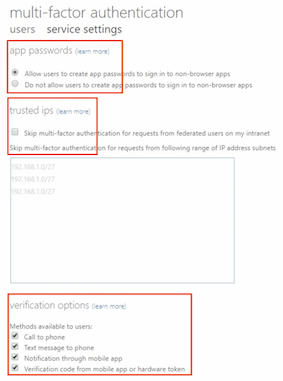 multi-factor authentication
users service settings
app passwords (learn more)
Allow users to create app passwords to sign in to non-browser apps
Do not allow users to create app passwords to sign in to non-browser apps
trusted ips (learn more)
Skip multi-factor authentication for requests from federated users on my intranet
Skip multi-factor authentication for requests from following range of IP address subnets
192.168.1.0/27
192.168.1.0/27
192.168.1.0/27
verification options (learn more)
Methods available to users:
Call to phone
Text message to phone
Notification through mobile app
Verification code from mobile app or hardware token